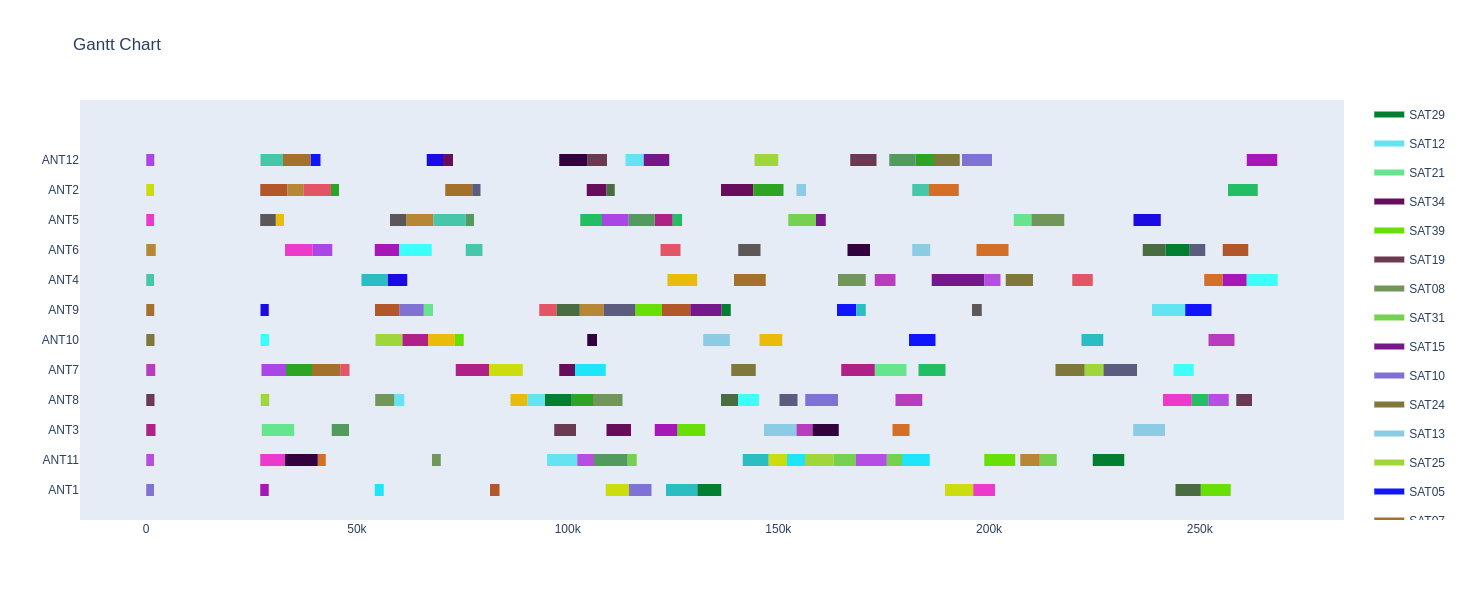 Gantt Chart
ANT12
ANT2
ANT5
ANT6
ANT4
ANT9
ANT10
ANT7
ANT8
ANT3
ANT11
ANT1
0
50k
100k
150k
200k
250k
SAT29
SAT12
SAT21
SAT34
SAT39
SAT19
SAT08
SAT31
SAT15
SAT10
SAT24
SAT13
SAT25
SAT05